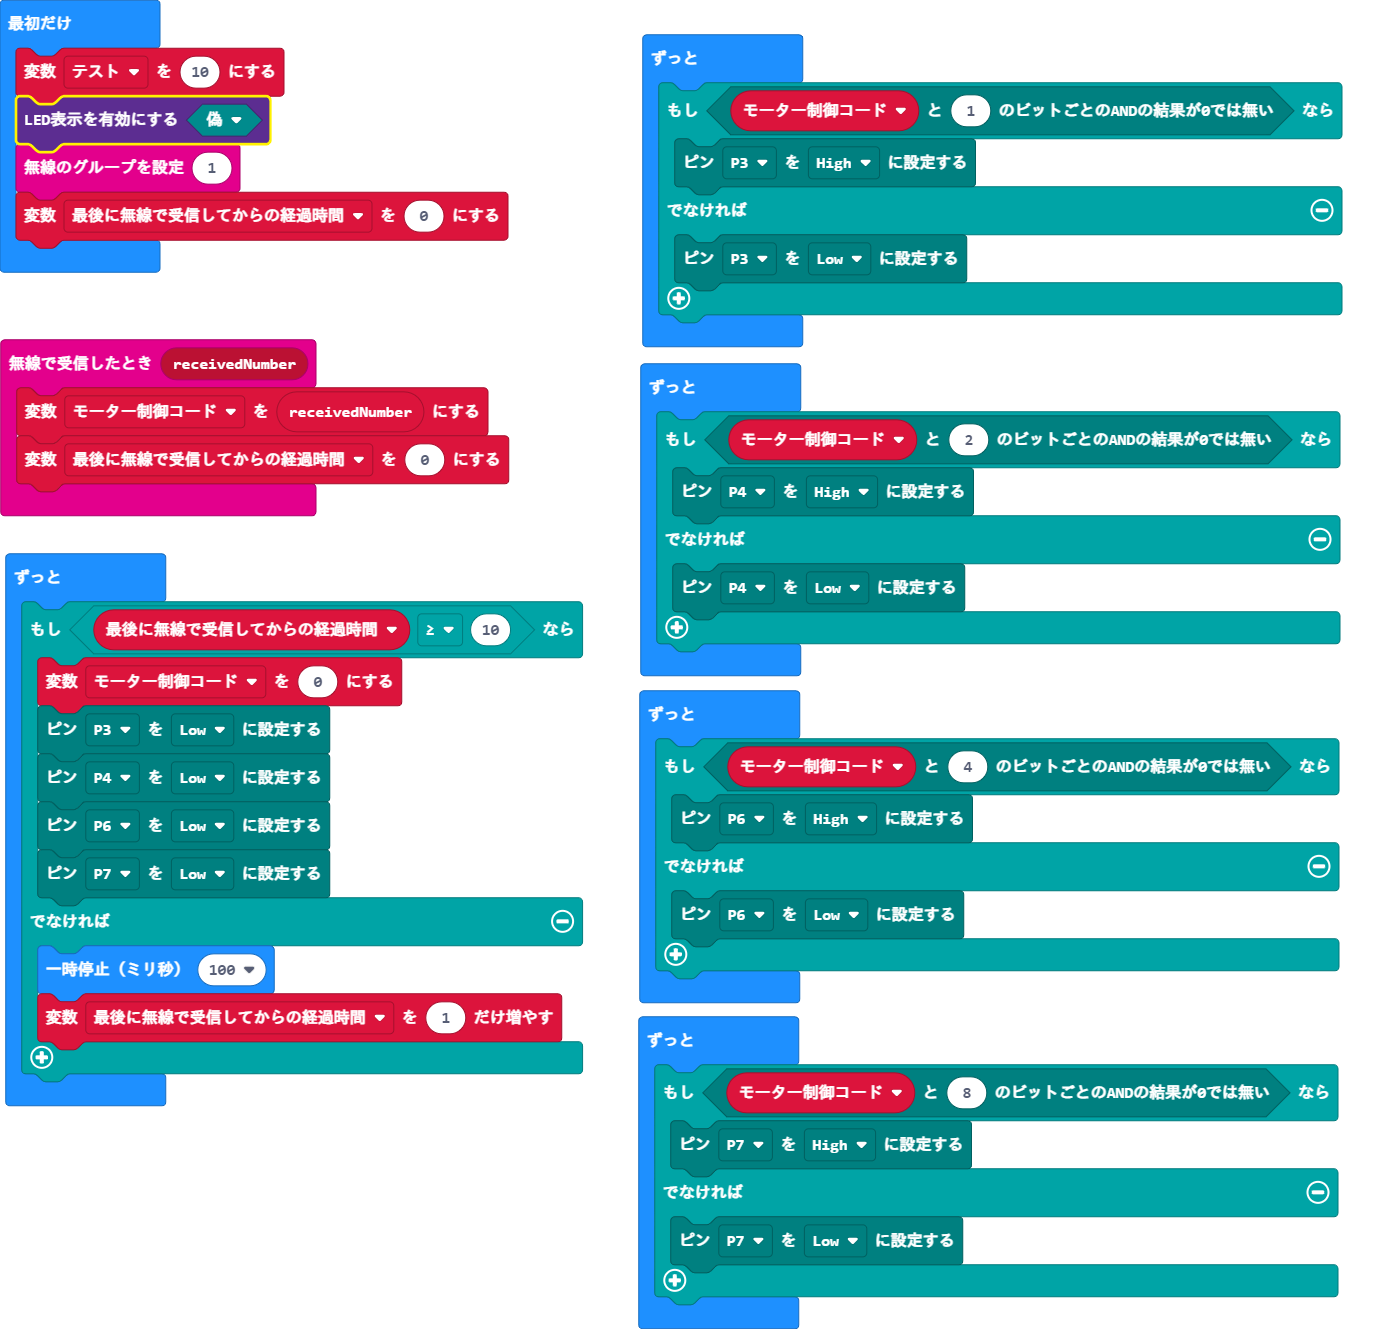 最初だけ
変数 テスト を 10 にする
LED表示を有効にする 偽
無線のグループを設定 1
変数 最後に無線で受信してからの経過時間 を 0 にする
無線で受信したとき receivedNumber
変数 モーター制御コード を receivedNumber にする
変数 最後に無線で受信してからの経過時間 を 0 にする
ずっと
もし 最後に無線で受信してからの経過時間 ≥ 10 なら
変数 モーター制御コード を 0 にする
ピン P3 を Low に設定する
ピン P4 を Low に設定する
ピン P6 を Low に設定する
ピン P7 を Low に設定する
でなければ
一時停止（ミリ秒） 100
変数 最後に無線で受信してからの経過時間 を 1 だけ増やす
ずっと
もし モーター制御コード と 1 のビットごとのANDの結果が0では無い なら
ピン P3 を High に設定する
でなければ
ピン P3 を Low に設定する
ずっと
もし モーター制御コード と 2 のビットごとのANDの結果が0では無い なら
ピン P4 を High に設定する
でなければ
ピン P4 を Low に設定する
ずっと
もし モーター制御コード と 4 のビットごとのANDの結果が0では無い なら
ピン P6 を High に設定する
でなければ
ピン P6 を Low に設定する
ずっと
もし モーター制御コード と 8 のビットごとのANDの結果が0では無い なら
ピン P7 を High に設定する
でなければ
ピン P7 を Low に設定する